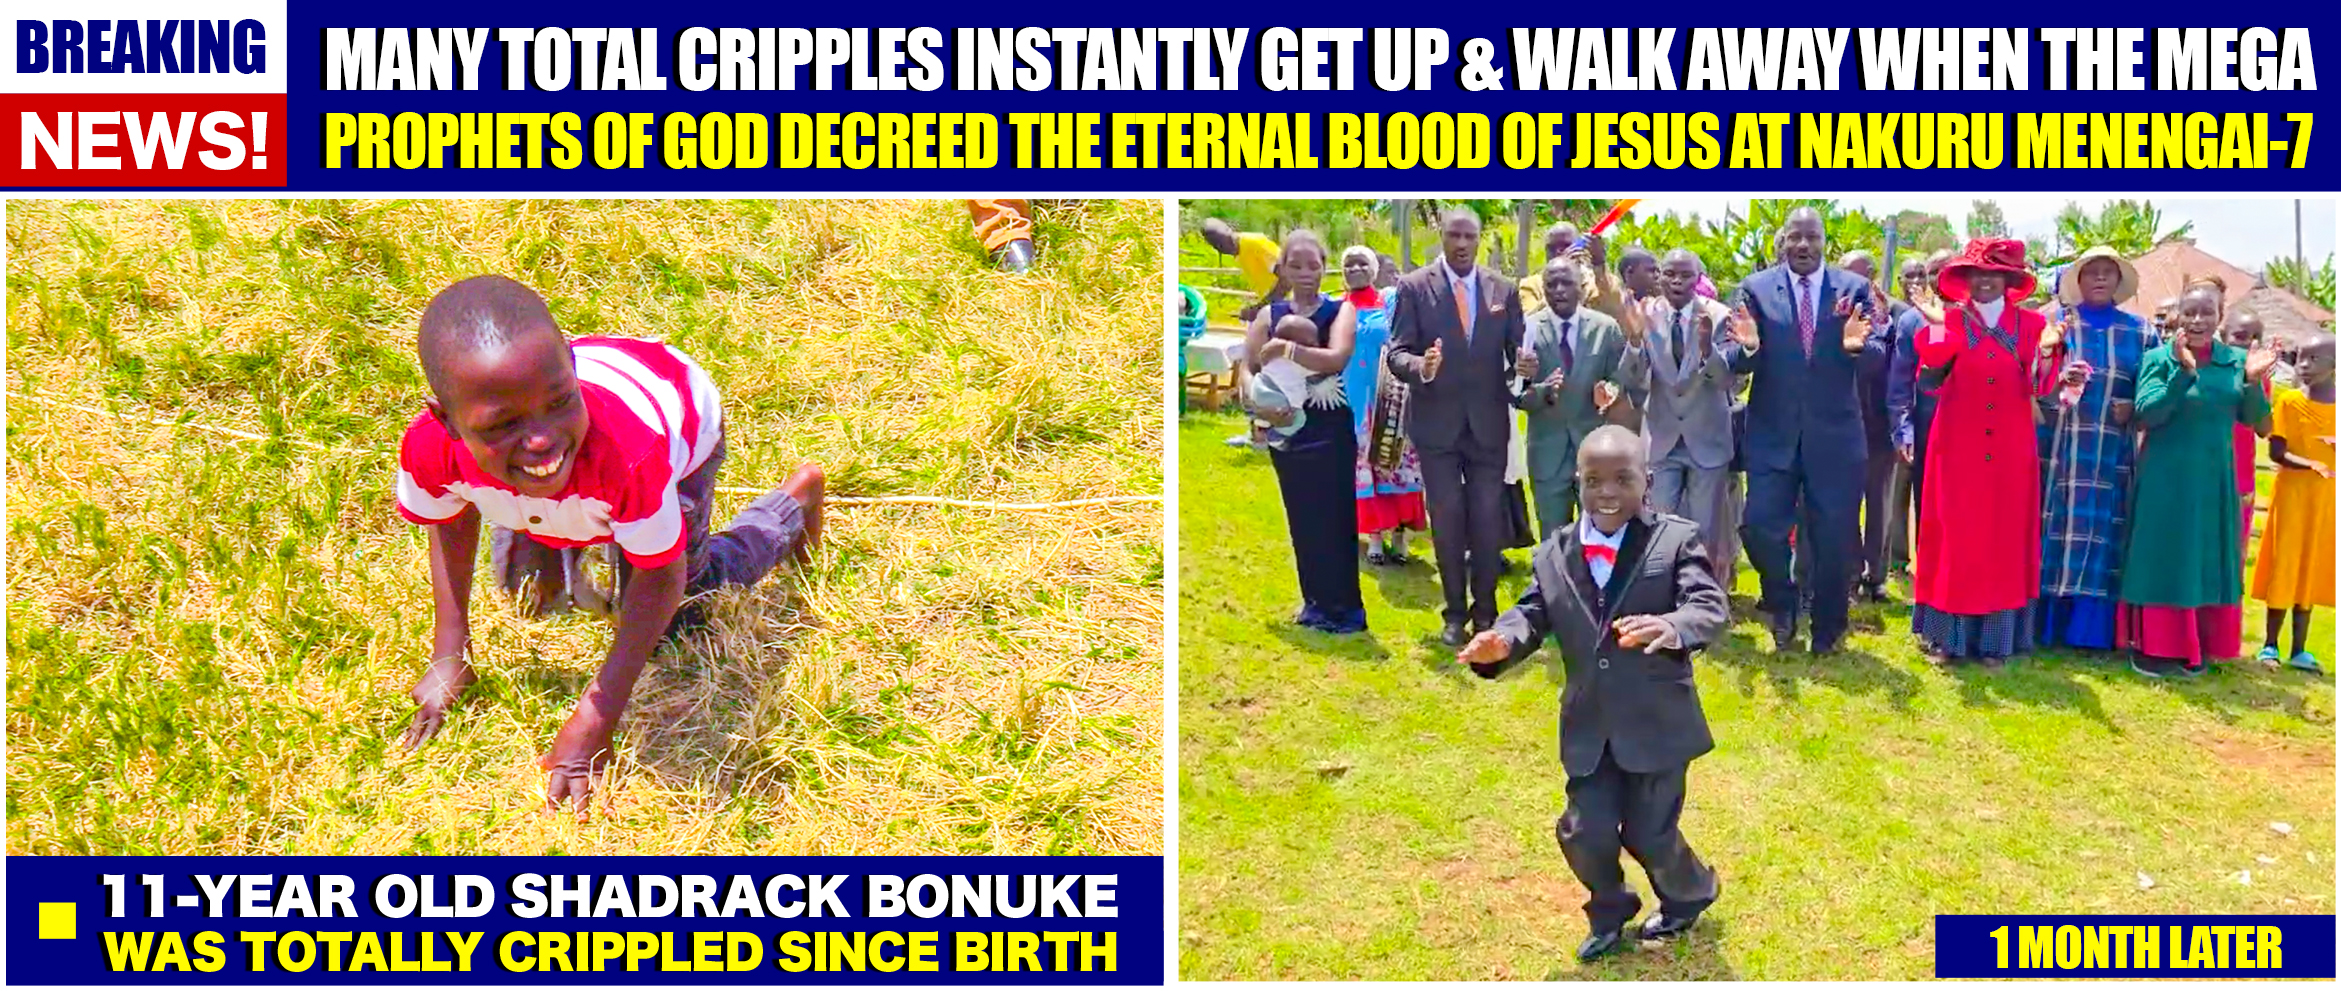 BREAKING
NEWS!
MANY TOTAL CRIPPLES INSTANTLY GET UP & WALK AWAY WHEN THE MEGA
PROPHETS OF GOD DECREED THE ETERNAL BLOOD OF JESUS AT NAKURU MENENGAI-7
11-YEAR OLD SHADRACK BONUKE
WAS TOTALLY CRIPPLED SINCE BIRTH
1 MONTH LATER